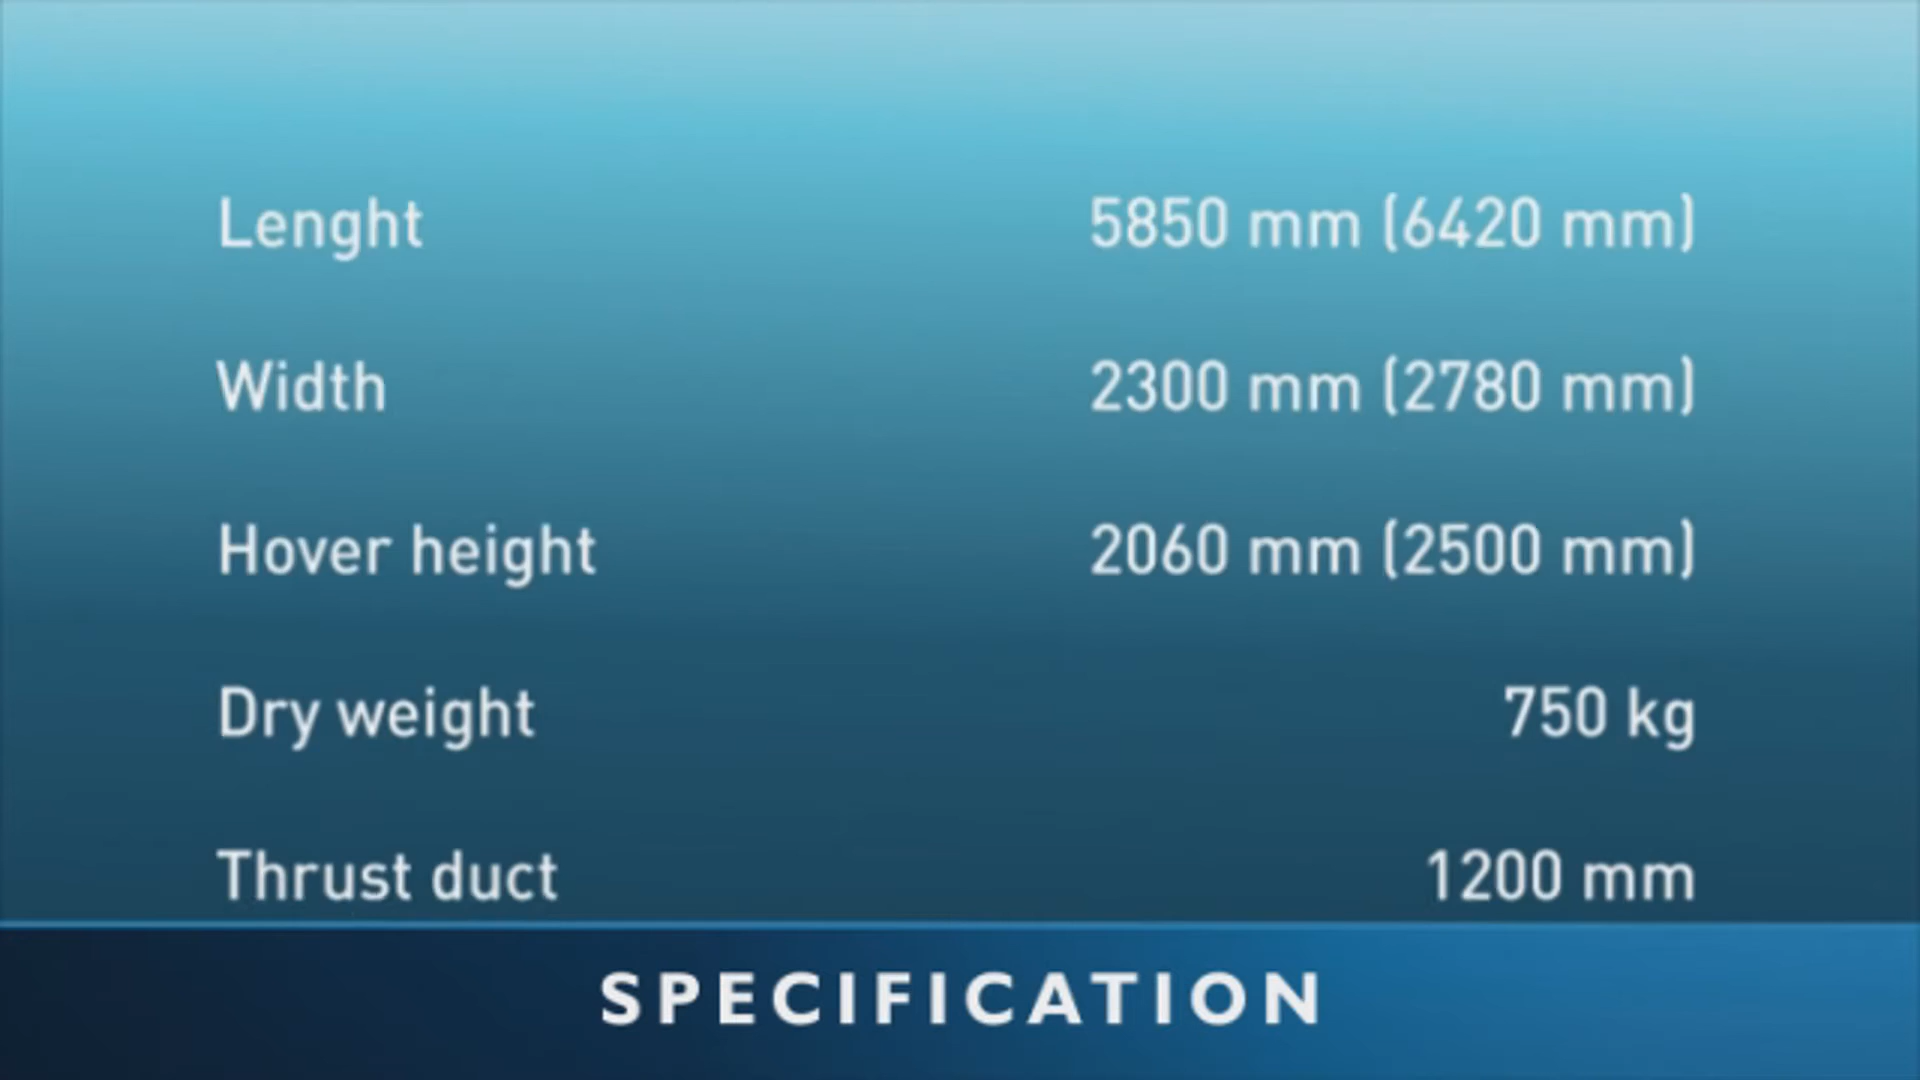 Lenght 5850 mm (6420 mm)
Width 2300 mm (2780 mm)
Hover height 2060 mm (2500 mm)
Dry weight 750 kg
Thrust duct 1200 mm
SPECIFICATION